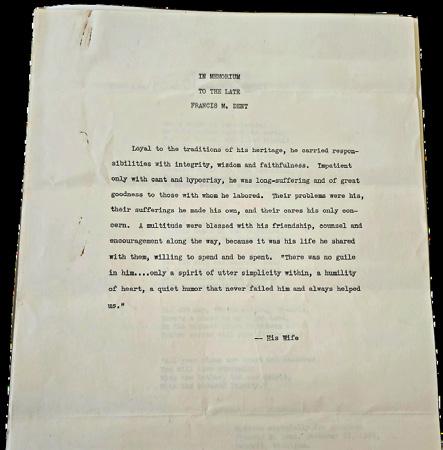 IN MEMORIUM
TO THE LATE
FRANCIS M. DENT
Loyal to the traditions of his heritage, he carried respon-
sibilities with integrity, wisdom and faithfulness. Impatient
only with cant and hypocrisy, he was long-suffering and of great
goodness to those with whom he labored. Their problems were his,
their sufferings he made his own, and their cares his only con-
cern. A multitude were blessed with his friendship, counsel and
encouragement along the way, because it was his life he shared
with them, willing to spend and be spent. "There was no guile
in him...only a spirit of utter simplicity within, a humility
of heart, a quiet humor that never failed him and always helped
us."
-- His Wife